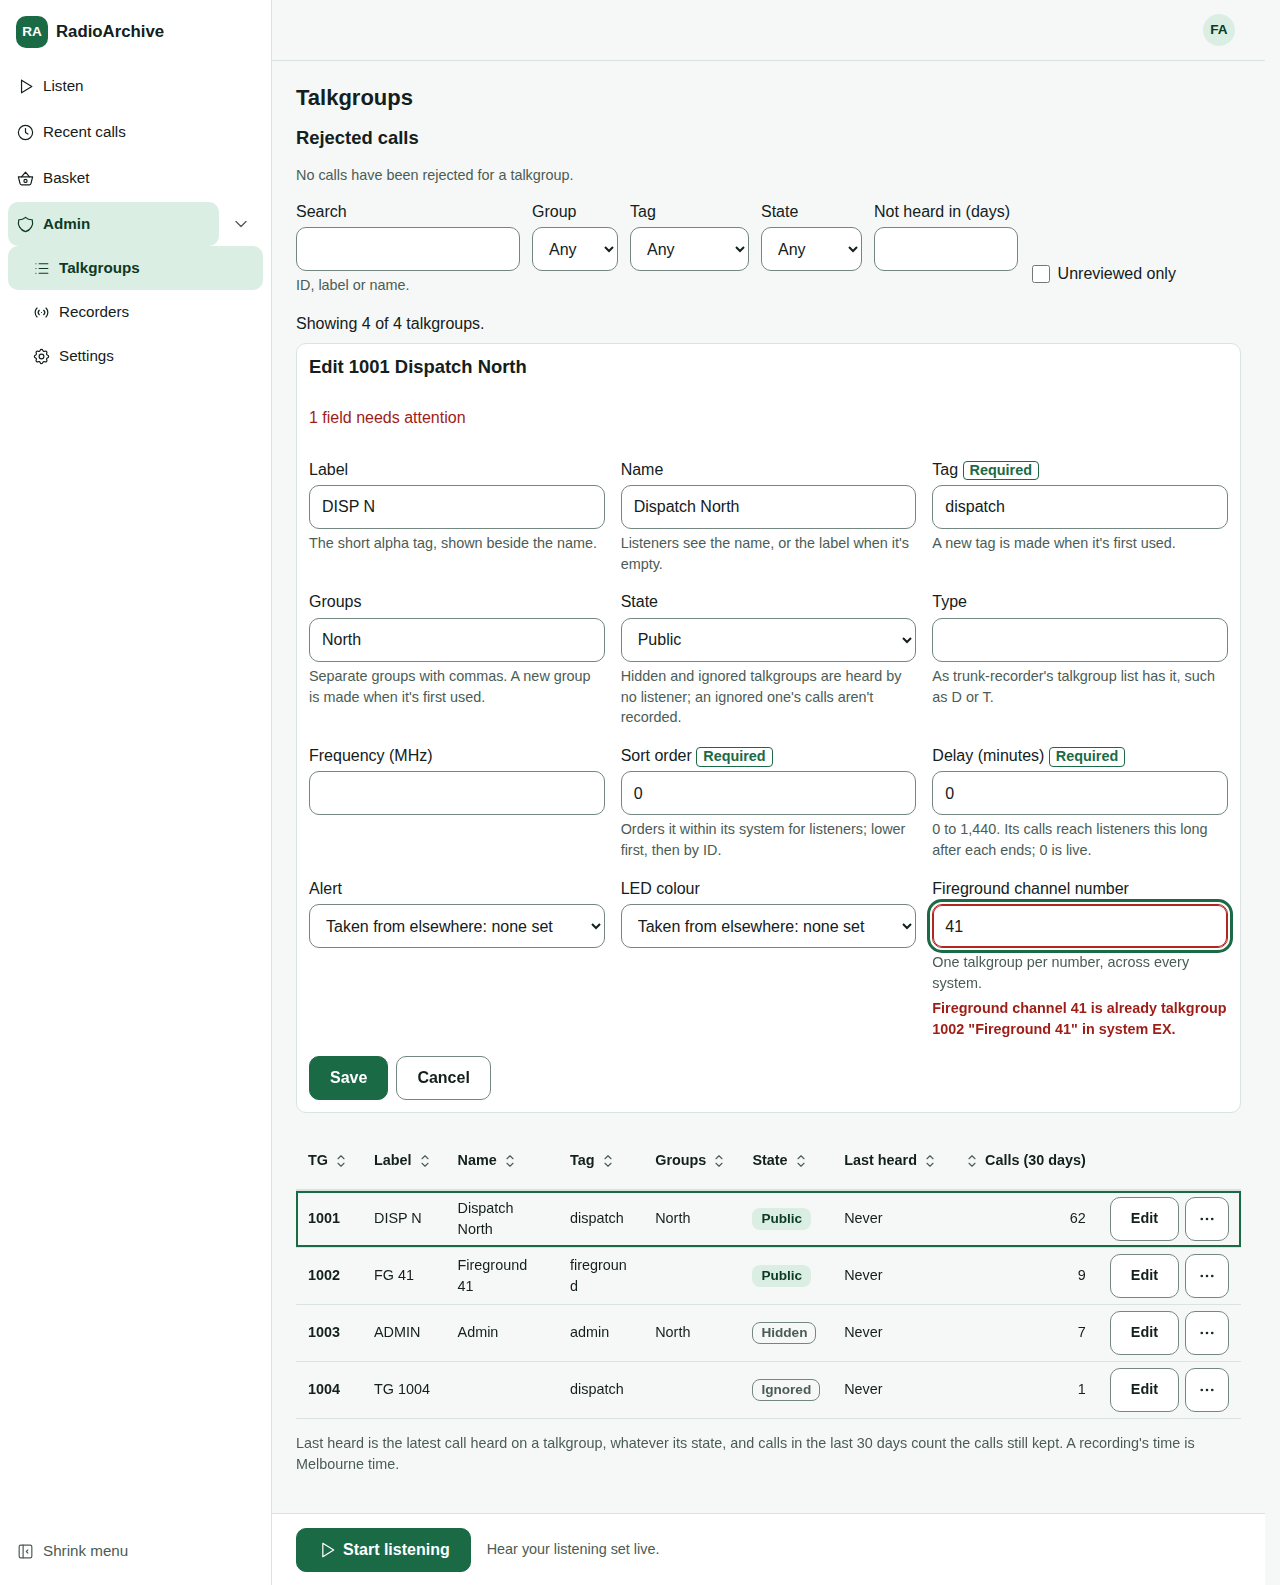 RA RadioArchive
FA
Listen
Recent calls
Basket
Admin
Talkgroups
Recorders
Settings
Shrink menu
Talkgroups
Rejected calls
No calls have been rejected for a talkgroup.
Search Group Tag State Not heard in (days)
Any Any Any
Unreviewed only
ID, label or name.
Showing 4 of 4 talkgroups.
Edit 1001 Dispatch North
1 field needs attention
Label Name Tag Required
DISP N Dispatch North dispatch
The short alpha tag, shown beside the name. Listeners see the name, or the label when it's A new tag is made when it's first used.
empty.
Groups State Type
North Public
Separate groups with commas. A new group Hidden and ignored talkgroups are heard by As trunk-recorder's talkgroup list has it, such
is made when it's first used. no listener; an ignored one's calls aren't as D or T.
recorded.
Frequency (MHz) Sort order Required Delay (minutes) Required
0 0
Orders it within its system for listeners; lower 0 to 1,440. Its calls reach listeners this long
first, then by ID. after each ends; 0 is live.
Alert LED colour Fireground channel number
Taken from elsewhere: none set Taken from elsewhere: none set 41
One talkgroup per number, across every
system.
Fireground channel 41 is already talkgroup
1002 "Fireground 41" in system EX.
Save Cancel
TG Label Name Tag Groups State Last heard Calls (30 days)
1001 DISP N Dispatch North dispatch North Public Never 62 Edit ···
1002 FG 41 Fireground 41 fireground Public Never 9 Edit ···
1003 ADMIN Admin admin North Hidden Never 7 Edit ···
1004 TG 1004 dispatch Ignored Never 1 Edit ···
Last heard is the latest call heard on a talkgroup, whatever its state, and calls in the last 30 days count the calls still kept. A recording's time is
Melbourne time.
Start listening Hear your listening set live.